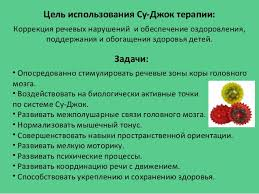 Цель использования Су-Джок терапии:
Коррекция речевых нарушений и обеспечение оздоровления,
поддержания и обогащения здоровья детей.
Задачи:
• Опосредованно стимулировать речевые зоны коры головного
мозга.
• Воздействовать на биологически активные точки
по системе Су-Джок.
• Развивать межполушарные связи головного мозга.
• Нормализовать мышечный тонус.
• Совершенствовать навыки пространственной ориентации.
• Развивать мелкую моторику.
• Развивать психические процессы.
• Развивать координацию речи с движением.
• Способствовать укреплению и сохранению здоровья.